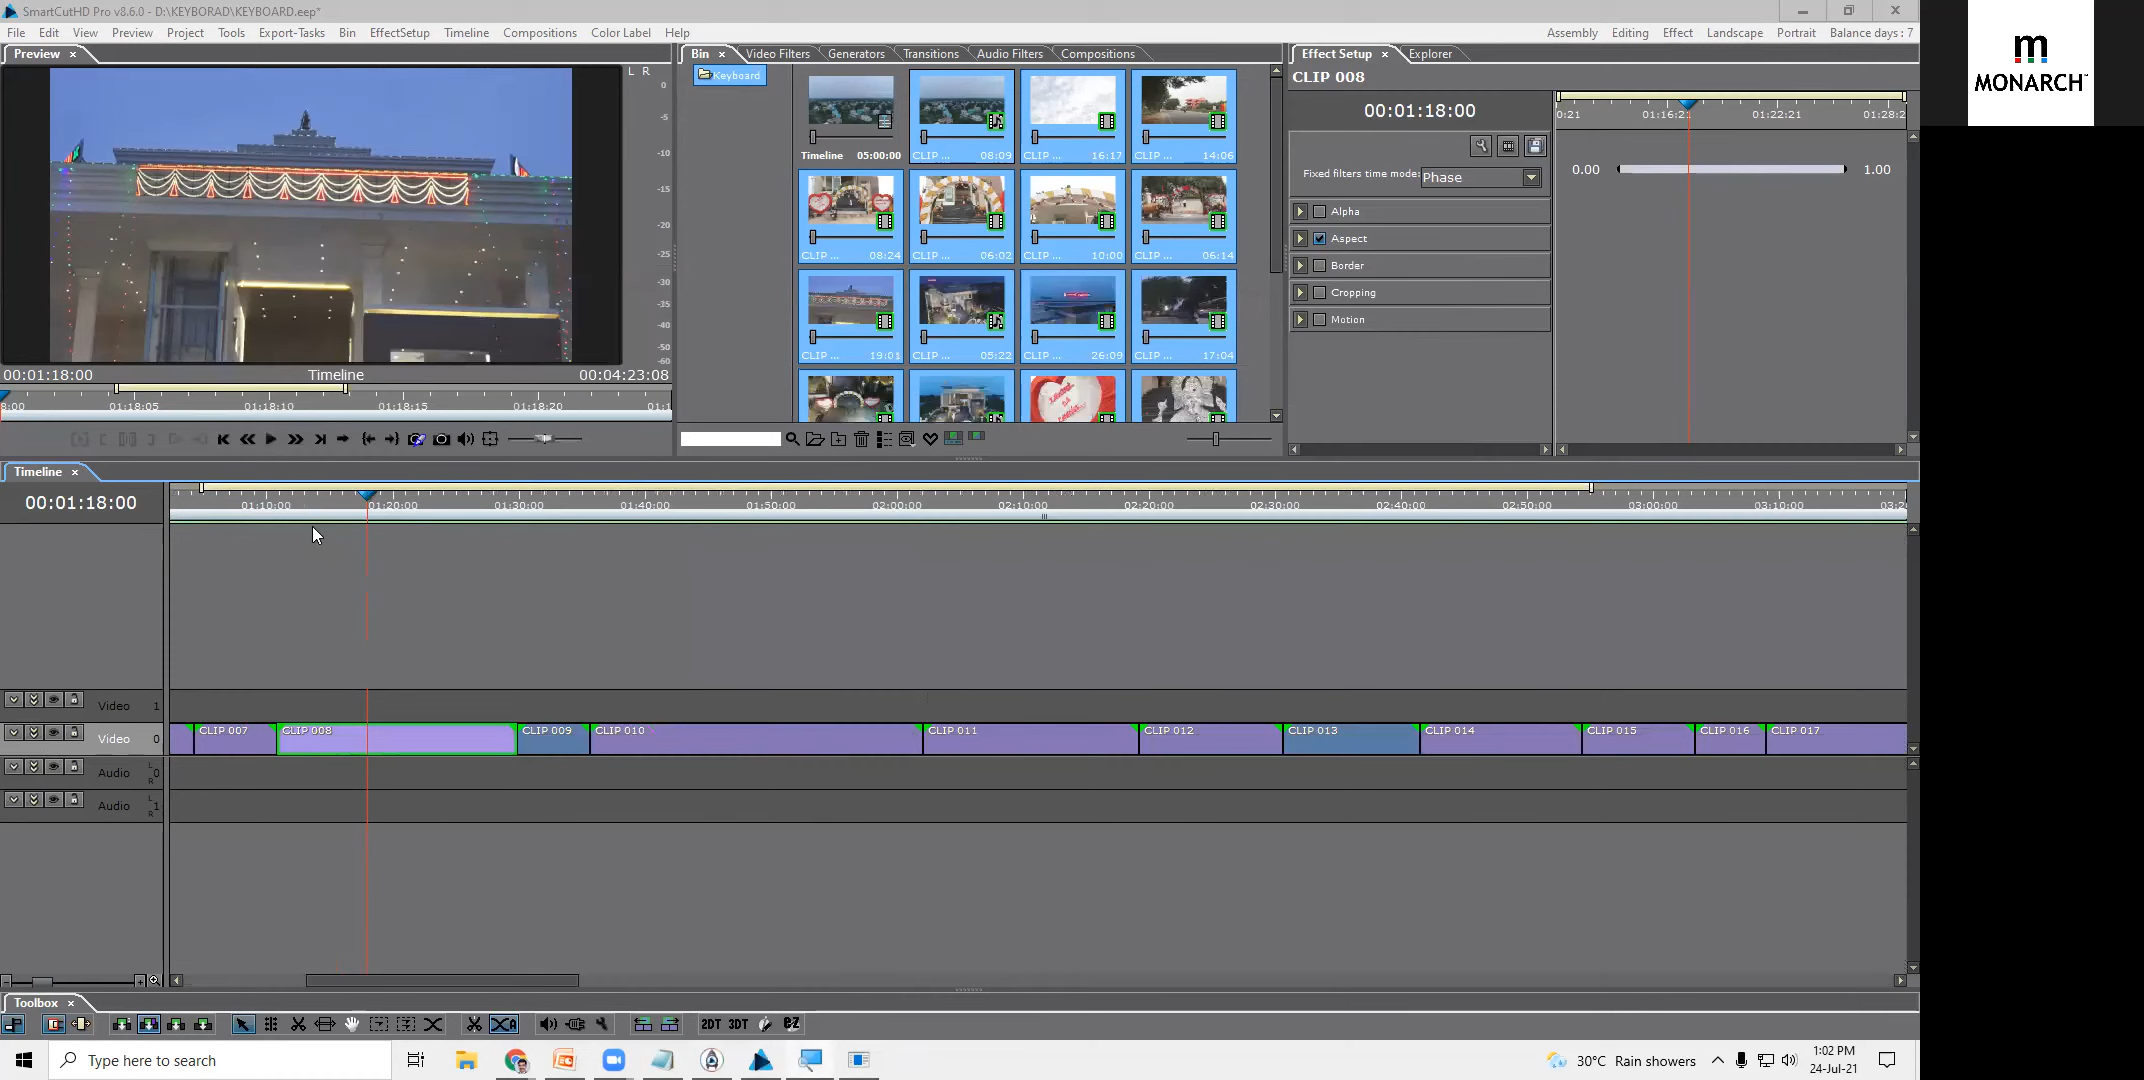 SmartCutHD Pro v8.6.0 - D:\KEYBORAD\KEYBOARD.eep*
File Edit View Preview Project Tools Export-Tasks Bin EffectSetup Timeline Compositions Color Label Help
Assembly Editing Effect Landscape Portrait Balance days : 7
Preview
L R
0
-5
-10
-15
-20
-25
-30
-35
-40
-45
-50
-60
00:01:18:00 Timeline 00:04:23:08
8:00 01:18:05 01:18:10 01:18:15 01:18:20 01:1
Bin Video Filters Generators Transitions Audio Filters Compositions
Keyboard
Timeline 05:00:00 CLIP ... 08:09 CLIP ... 16:17 CLIP ... 14:06
CLIP ... 08:24 CLIP ... 06:02 CLIP ... 10:00 CLIP ... 06:14
CLIP ... 19:01 CLIP ... 05:22 CLIP ... 26:09 CLIP ... 17:04
Effect Setup Explorer
CLIP 008
00:01:18:00
0:21 01:16:21 01:22:21 01:28:2
Fixed filters time mode: Phase
0.00 1.00
Alpha
Aspect
Border
Cropping
Motion
m
MONARCH
Timeline
00:01:18:00
01:10:00 01:20:00 01:30:00 01:40:00 01:50:00 02:00:00 02:10:00 02:20:00 02:30:00 02:40:00 02:50:00 03:00:00 03:10:00 03:2
Video 1
Video 0
CLIP 007 CLIP 008 CLIP 009 CLIP 010 CLIP 011 CLIP 012 CLIP 013 CLIP 014 CLIP 015 CLIP 016 CLIP 017
Audio L R 0
Audio L R 1
Toolbox
2DT 3DT eZ
Type here to search
30°C Rain showers
1:02 PM
24-Jul-21